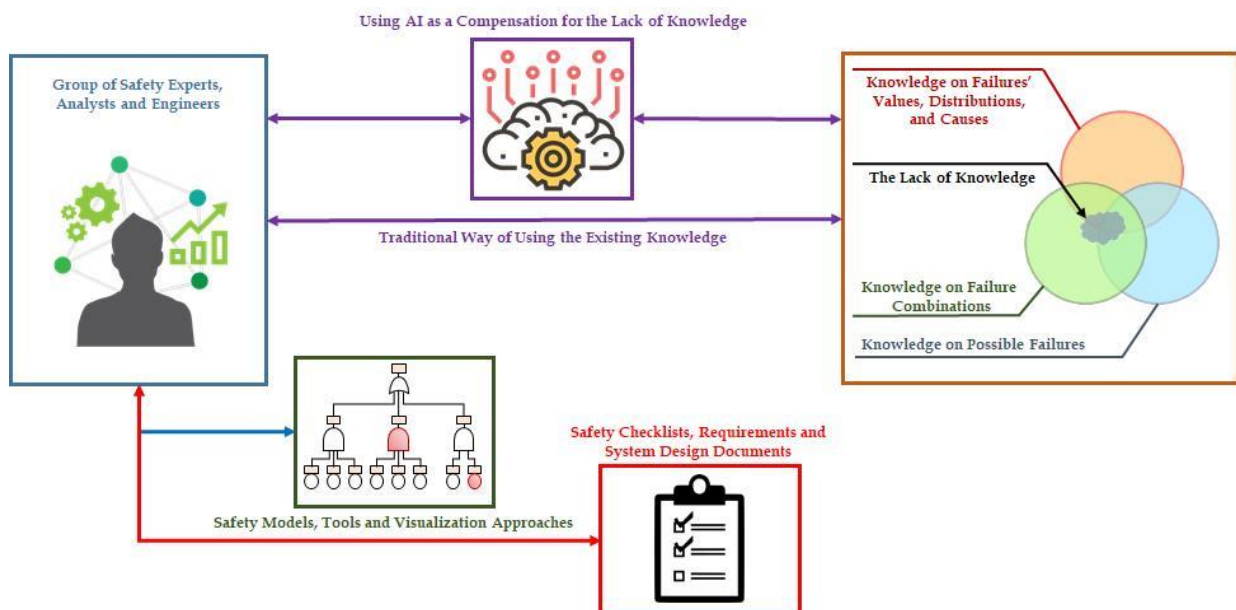 Using AI as a Compensation for the Lack of Knowledge
Group of Safety Experts,
Analysts and Engineers
Knowledge on Failures'
Values, Distributions,
and Causes
The Lack of Knowledge
Traditional Way of Using the Existing Knowledge
Knowledge on Failure
Combinations
Knowledge on Possible Failures
Safety Checklists, Requirements and
System Design Documents
Safety Models, Tools and Visualization Approaches